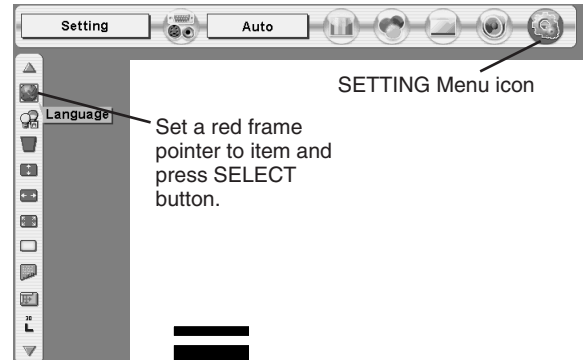 Setting
Auto
SETTING Menu icon
Language
Set a red frame
pointer to item and
press SELECT
button.